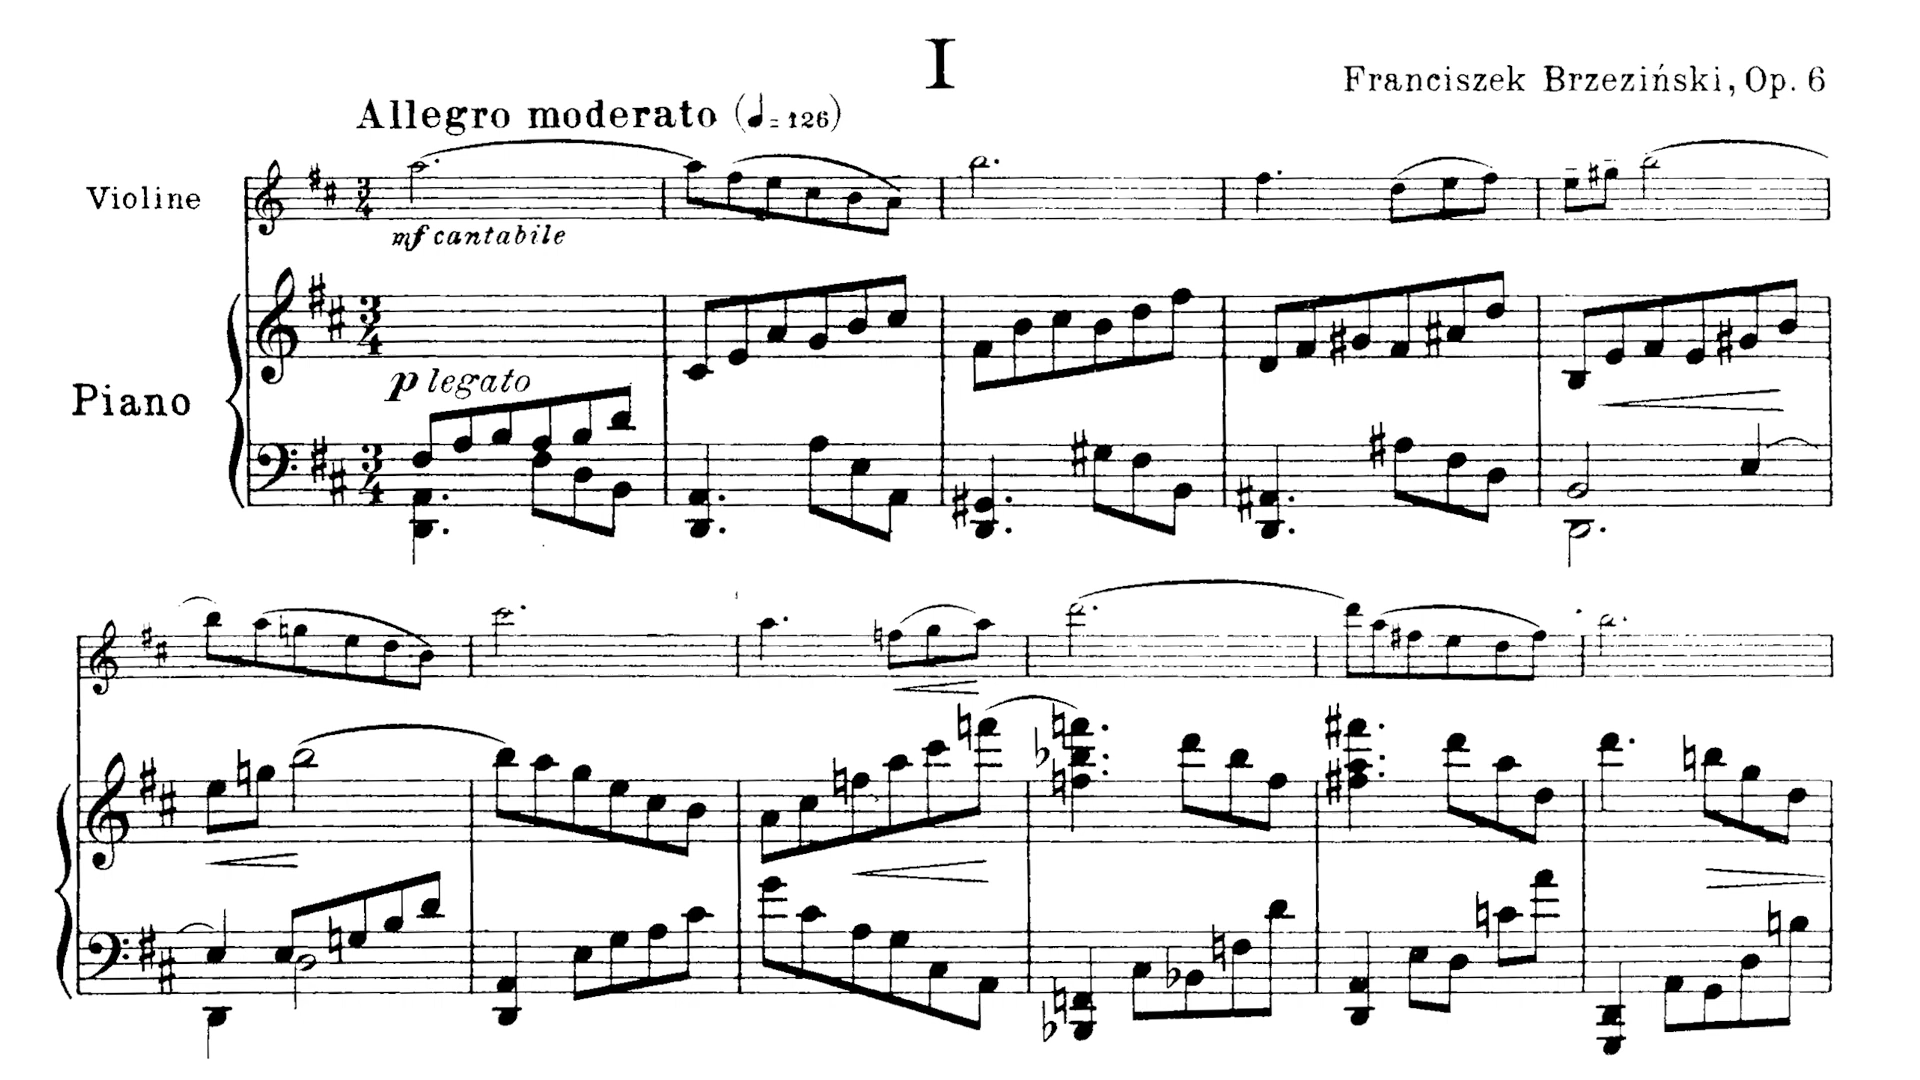 I
Franciszek Brzeziński, Op. 6
Allegro moderato (♩=126)
Violine
mf cantabile
p legato
Piano